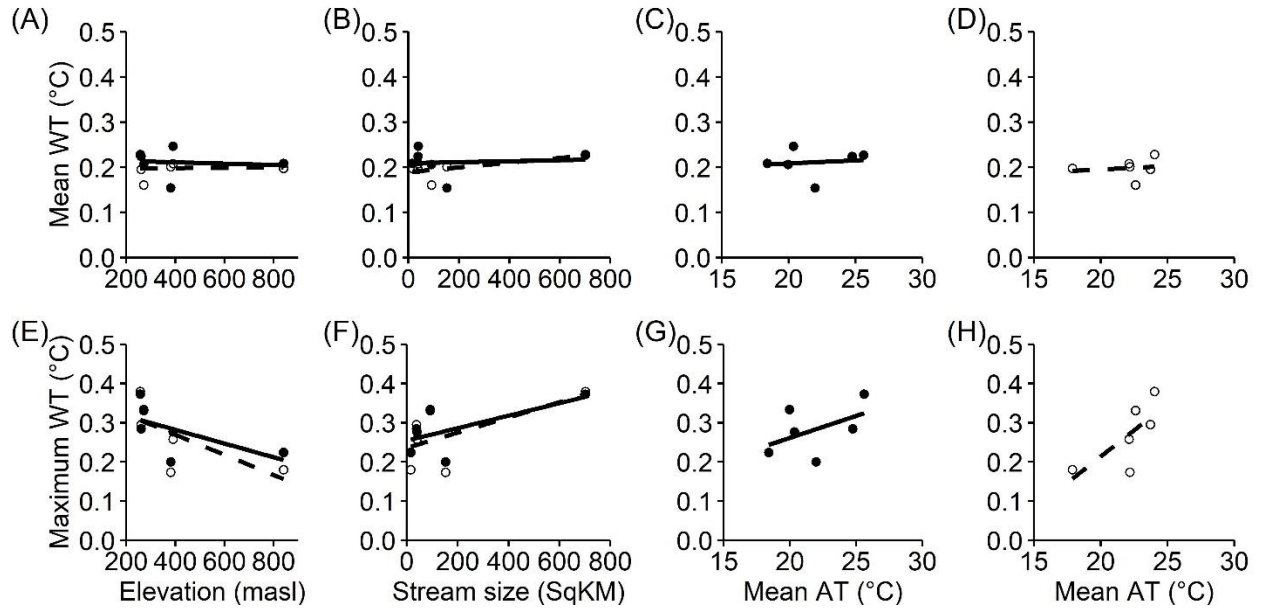 (A) (B) (C) (D)
Mean WT (°C)
0.5 0.5 0.5 0.5
0.4 0.4 0.4 0.4
0.3 0.3 0.3 0.3
0.2 0.2 0.2 0.2
0.1 0.1 0.1 0.1
0.0 0.0 0.0 0.0
200 400 600 800 0 200 400 600 800 15 20 25 30 15 20 25 30
(E) (F) (G) (H)
Maximum WT (°C)
0.5 0.5 0.5 0.5
0.4 0.4 0.4 0.4
0.3 0.3 0.3 0.3
0.2 0.2 0.2 0.2
0.1 0.1 0.1 0.1
0.0 0.0 0.0 0.0
200 400 600 800 0 200 400 600 800 15 20 25 30 15 20 25 30
Elevation (masl) Stream size (SqKM) Mean AT (°C) Mean AT (°C)